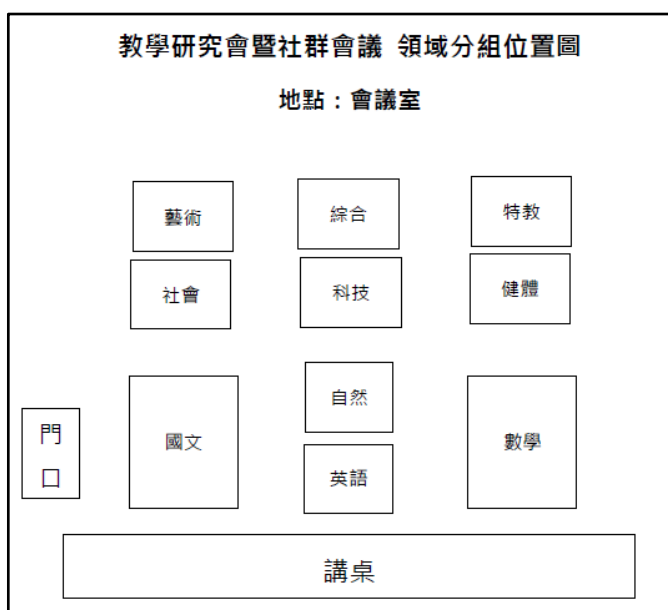 教學研究會暨社群會議 領域分組位置圖
地點：會議室
藝術
綜合
特教
社會
科技
健體
自然
門口
國文
數學
英語
講桌